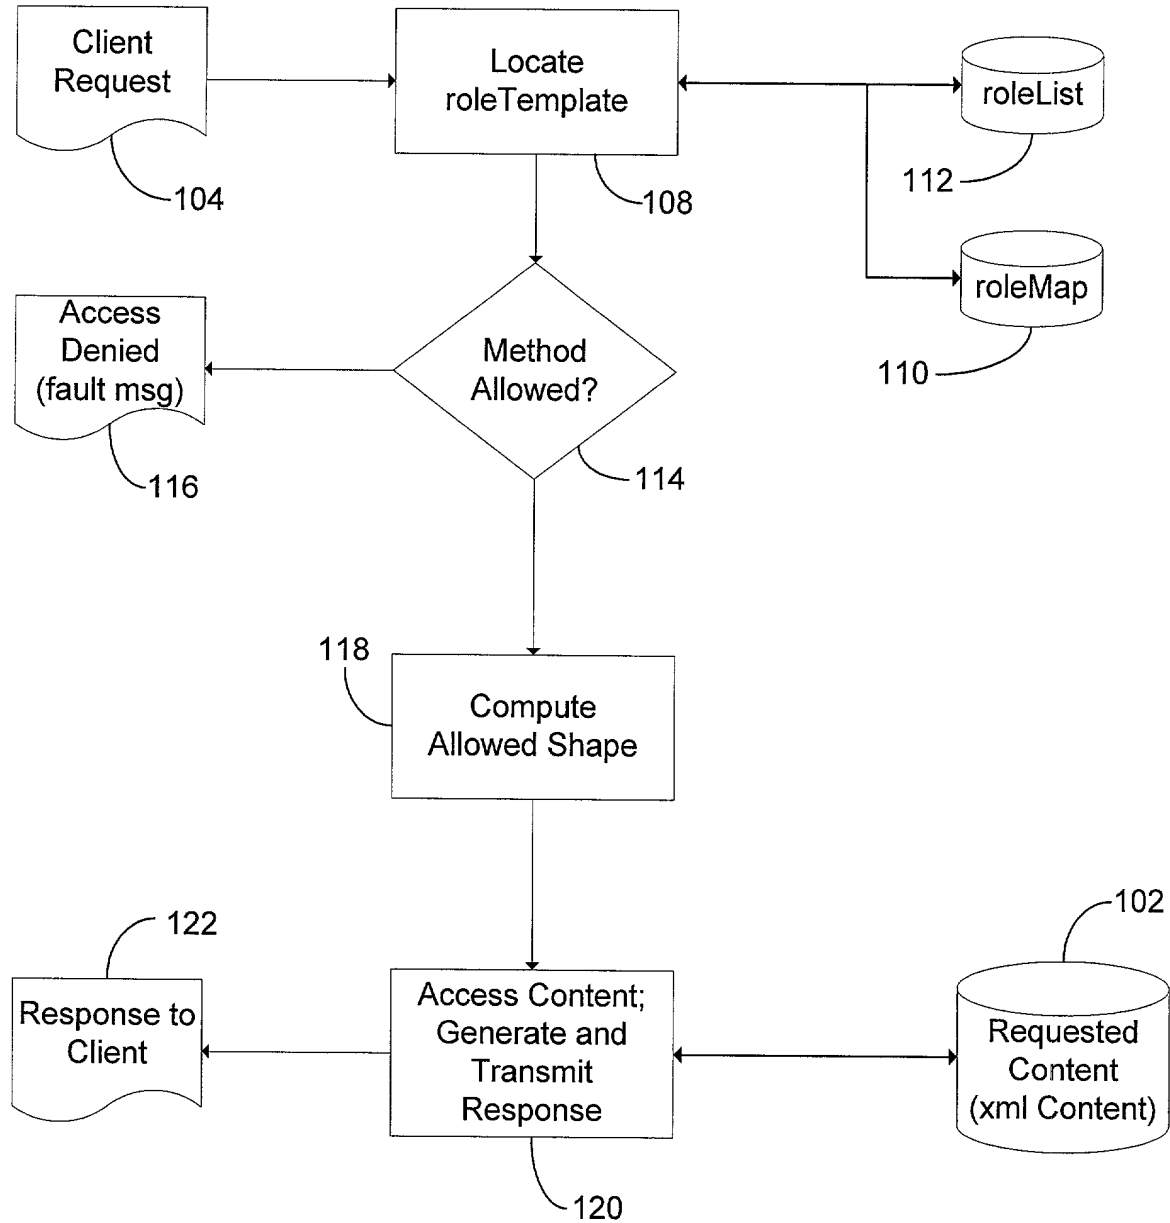 Client
Request
104
Locate
roleTemplate
108
roleList
112
roleMap
110
Access
Denied
(fault msg)
116
Method
Allowed?
114
118
Compute
Allowed Shape
122
Response to
Client
Access Content;
Generate and
Transmit
Response
120
102
Requested
Content
(xml Content)